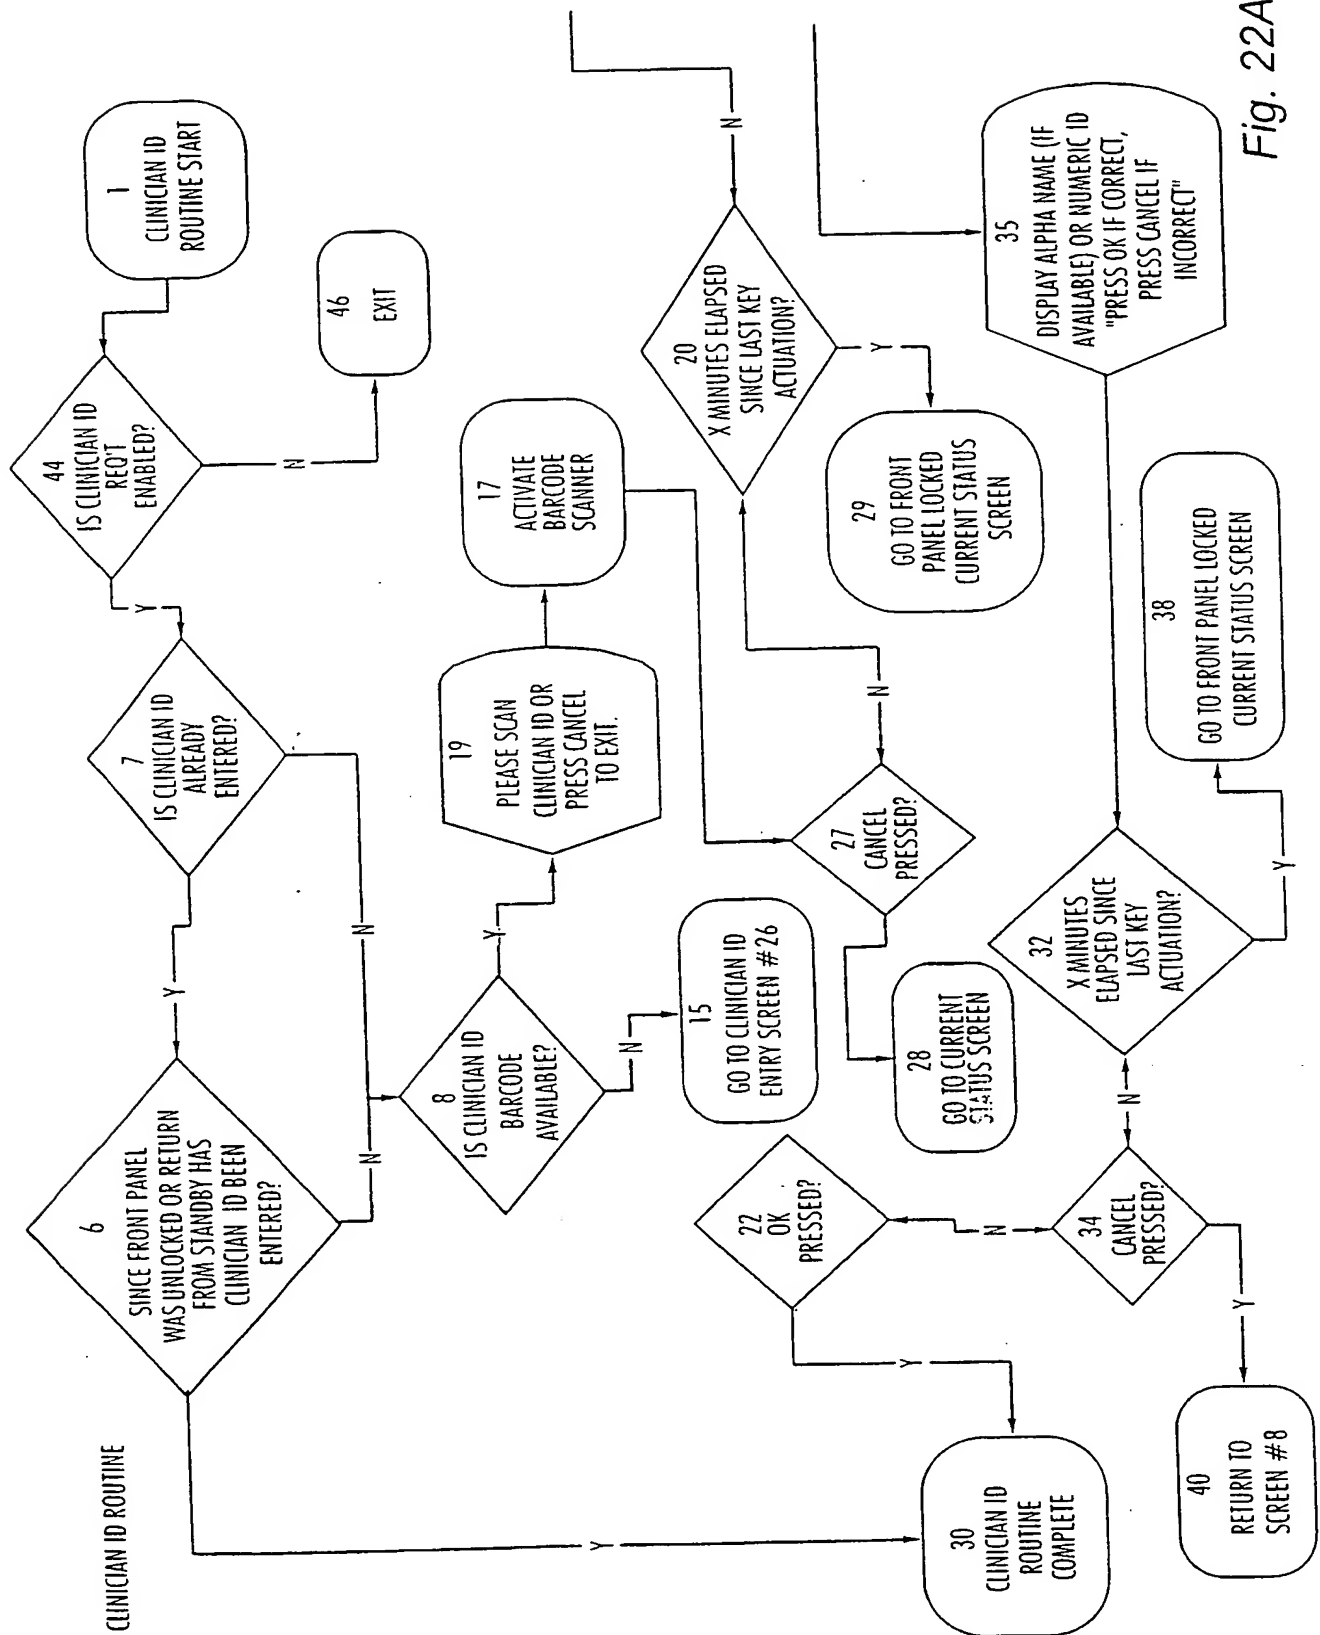 CLINICIAN ID ROUTINE
1
CLINICIAN ID
ROUTINE START
44
IS CLINICIAN ID
REQ'T
ENABLED?
N
46
EXIT
Y
7
IS CLINICIAN ID
ALREADY
ENTERED?
Y
N
6
SINCE FRONT PANEL
WAS UNLOCKED OR RETURN
FROM STANDBY HAS
CLINICIAN ID BEEN
ENTERED?
N
Y
8
IS CLINICIAN ID
BARCODE
AVAILABLE?
Y
N
19
PLEASE SCAN
CLINICIAN ID OR
PRESS CANCEL
TO EXIT.
17
ACTIVATE
BARCODE
SCANNER
15
GO TO CLINICIAN ID
ENTRY SCREEN #26
27
CANCEL
PRESSED?
N
28
GO TO CURRENT
STATUS SCREEN
20
X MINUTES ELAPSED
SINCE LAST KEY
ACTUATION?
N
Y
29
GO TO FRONT
PANEL LOCKED
CURRENT STATUS
SCREEN
35
DISPLAY ALPHA NAME (IF
AVAILABLE) OR NUMERIC ID
"PRESS OK IF CORRECT,
PRESS CANCEL IF
INCORRECT"
32
X MINUTES
ELAPSED SINCE
LAST KEY
ACTUATION?
Y
38
GO TO FRONT PANEL LOCKED
CURRENT STATUS SCREEN
N
34
CANCEL
PRESSED?
N
Y
22
OK
PRESSED?
Y
30
CLINICIAN ID
ROUTINE
COMPLETE
40
RETURN TO
SCREEN #8
Fig. 22A